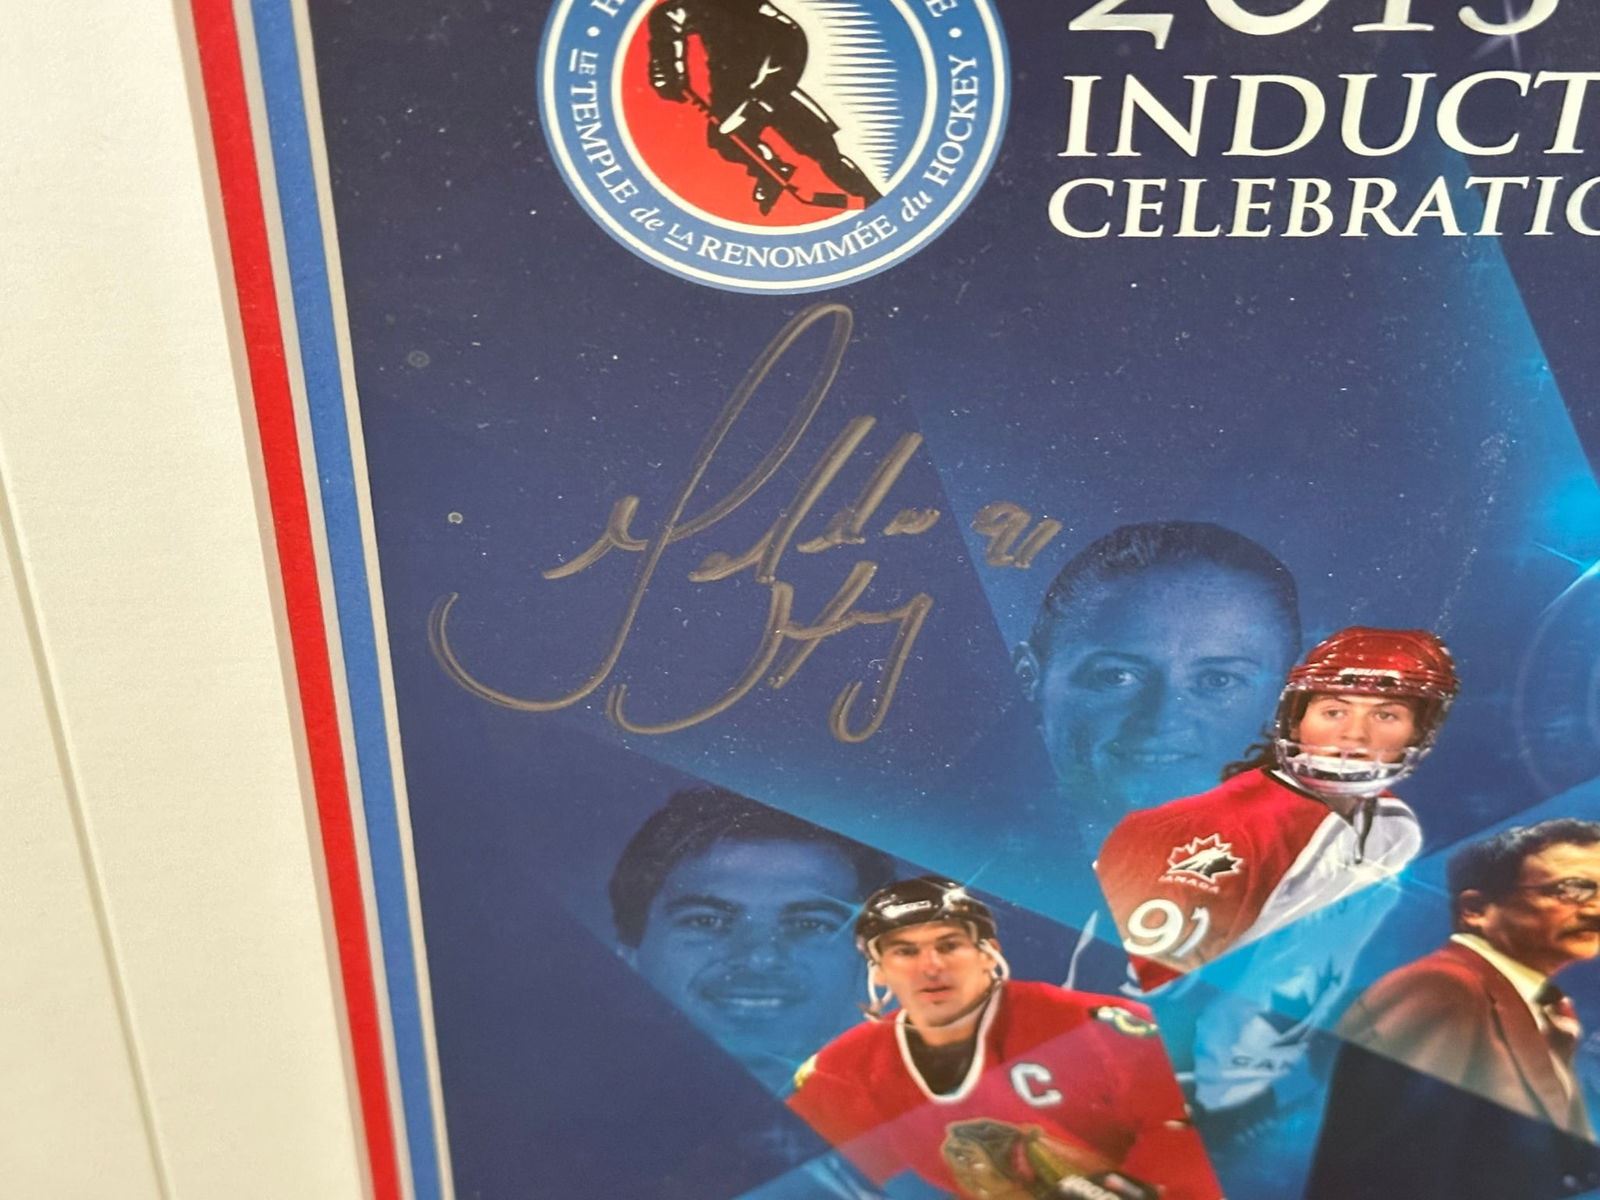 LE TEMPLE de LA RENOMMÉE du HOCKEY
INDUCT
CELEBRATIO
91
CANADA
91
C